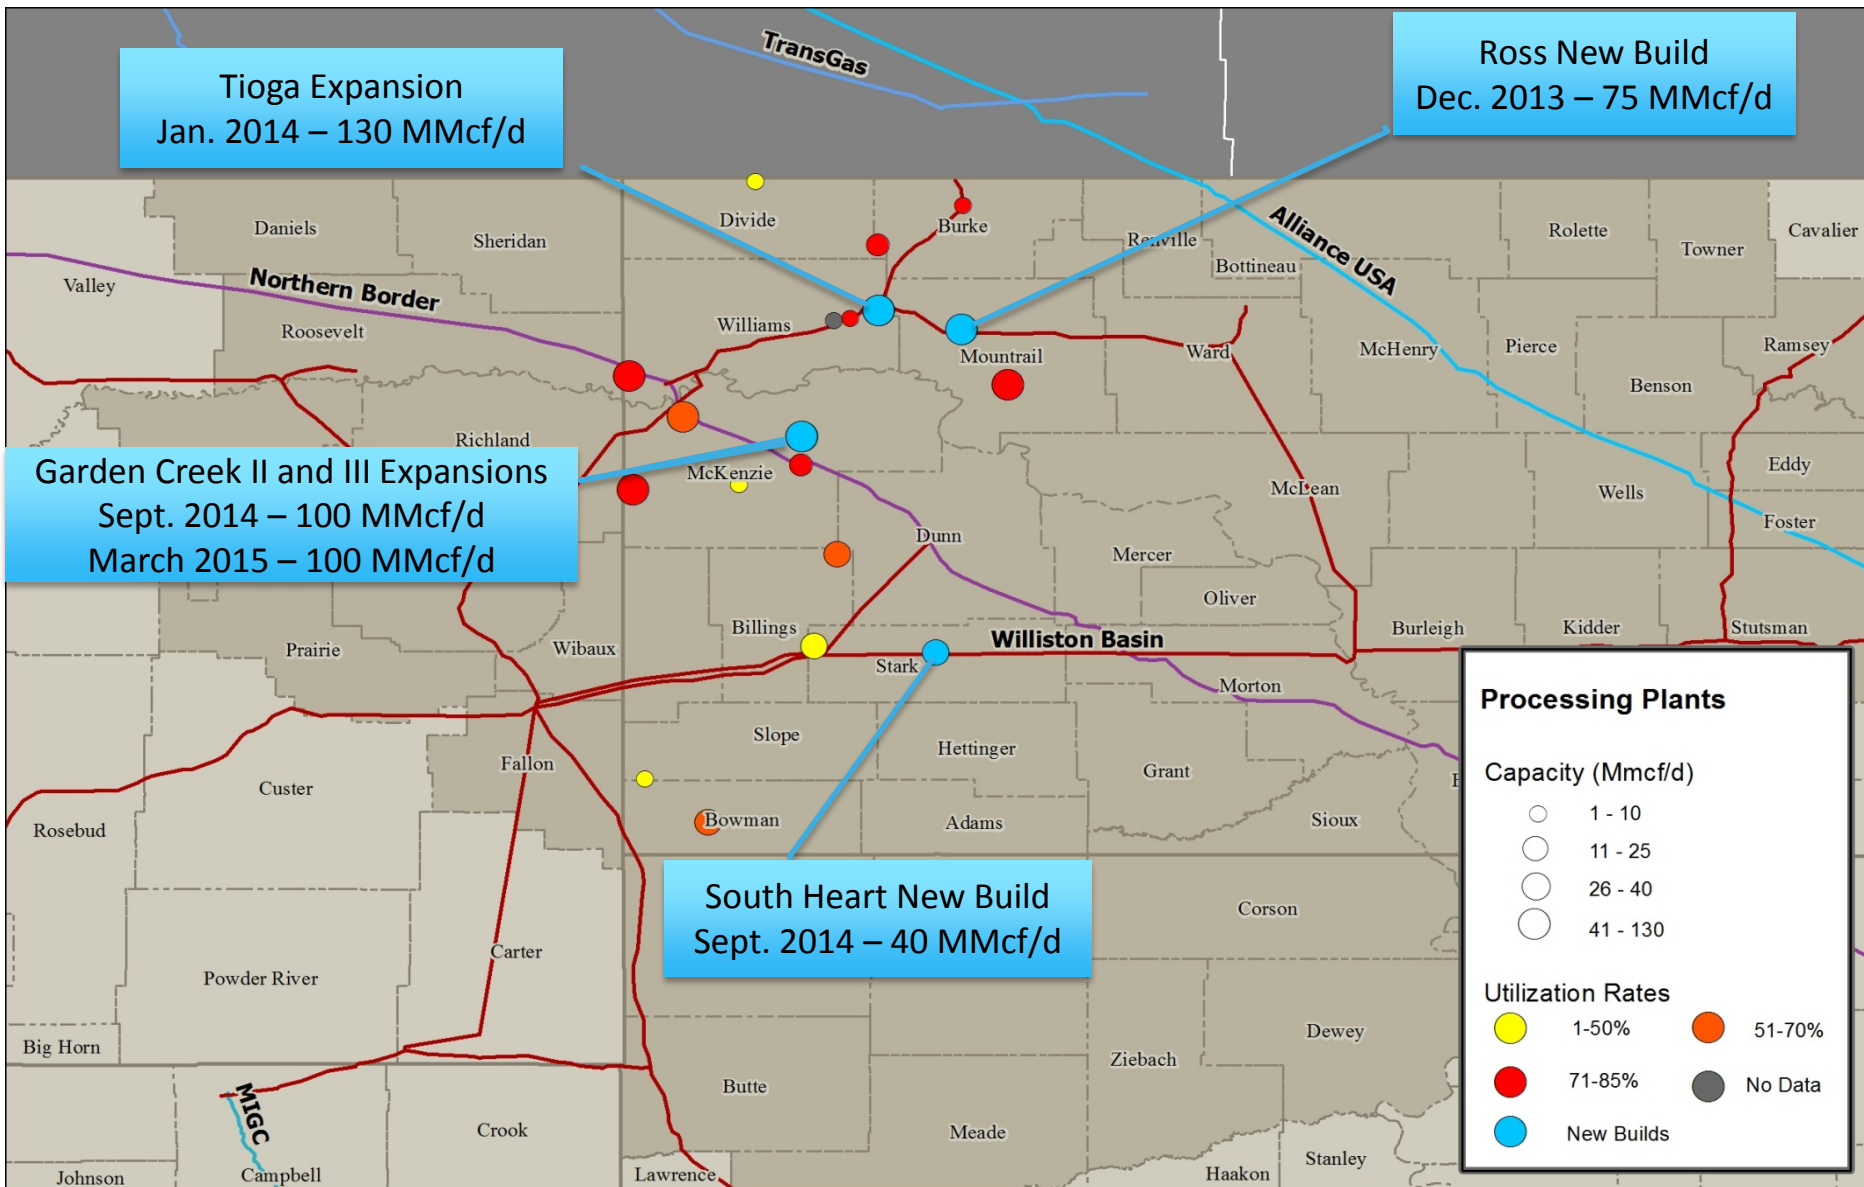 TransGas
Tioga Expansion
Jan. 2014 – 130 MMcf/d
Ross New Build
Dec. 2013 – 75 MMcf/d
Daniels
Sheridan
Divide
Burke
Renville
Bottineau
Alliance USA
Rolette
Towner
Cavalier
Valley
Northern Border
Roosevelt
Williams
Mountrail
Ward
McHenry
Pierce
Ramsey
Benson
Richland
Garden Creek II and III Expansions
Sept. 2014 – 100 MMcf/d
March 2015 – 100 MMcf/d
McKenzie
McLean
Wells
Eddy
Foster
Dunn
Mercer
Oliver
Prairie
Wibaux
Billings
Stark
Williston Basin
Burleigh
Kidder
Stutsman
Morton
Slope
Hettinger
Grant
Fallon
Custer
Rosebud
Bowman
Adams
Sioux
South Heart New Build
Sept. 2014 – 40 MMcf/d
Corson
Carter
Powder River
Big Horn
Dewey
Ziebach
Butte
MIGC
Crook
Meade
Johnson
Campbell
Lawrence
Haakon
Stanley
Processing Plants
Capacity (Mmcf/d)
1 - 10
11 - 25
26 - 40
41 - 130
Utilization Rates
1-50%
51-70%
71-85%
No Data
New Builds